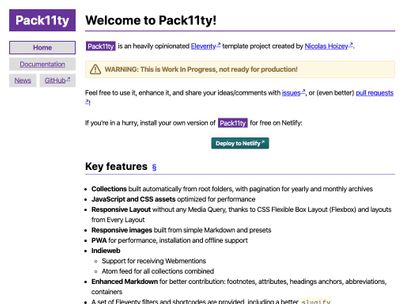 Pack11ty
Home
Documentation
News
GitHub
Welcome to Pack11ty!
Pack11ty is an heavily opinionated Eleventy template project created by Nicolas Hoizey.
WARNING: This is Work In Progress, not ready for production!
Feel free to use it, enhance it, and share your ideas/comments with issues, or (even better) pull requests
!
If you're in a hurry, install your own version of Pack11ty for free on Netlify:
Deploy to Netlify
Key features §
Collections built automatically from root folders, with pagination for yearly and monthly archives
JavaScript and CSS assets optimized for performance
Responsive Layout without any Media Query, thanks to CSS Flexible Box Layout (Flexbox) and layouts
from Every Layout
Responsive images built from simple Markdown and presets
PWA for performance, installation and offline support
Indieweb
Support for receiving Webmentions
Atom feed for all collections combined
Enhanced Markdown for better contribution: footnotes, attributes, headings anchors, abbreviations,
containers
A set of Eleventy filters and shortcodes are provided, including a better slugify